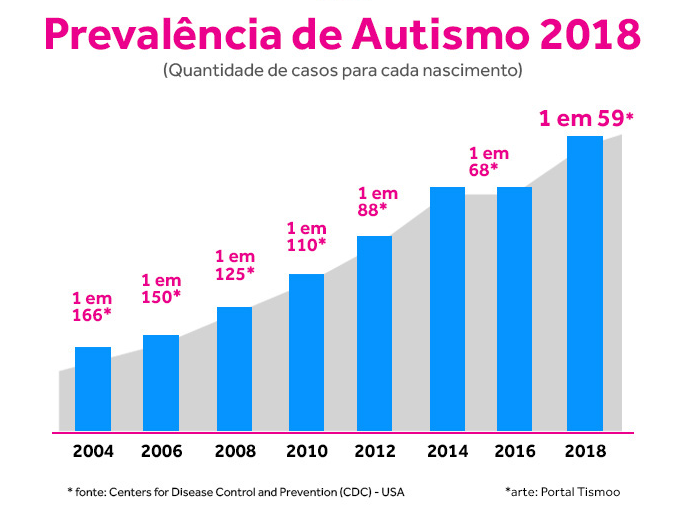 Prevalência de Autismo 2018
(Quantidade de casos para cada nascimento)
1 em 59*
1 em
68*
1 em
88*
1 em
110*
1 em
125*
1 em
150*
1 em
166*
2004 2006 2008 2010 2012 2014 2016 2018
* fonte: Centers for Disease Control and Prevention (CDC) - USA
*arte: Portal Tismoo